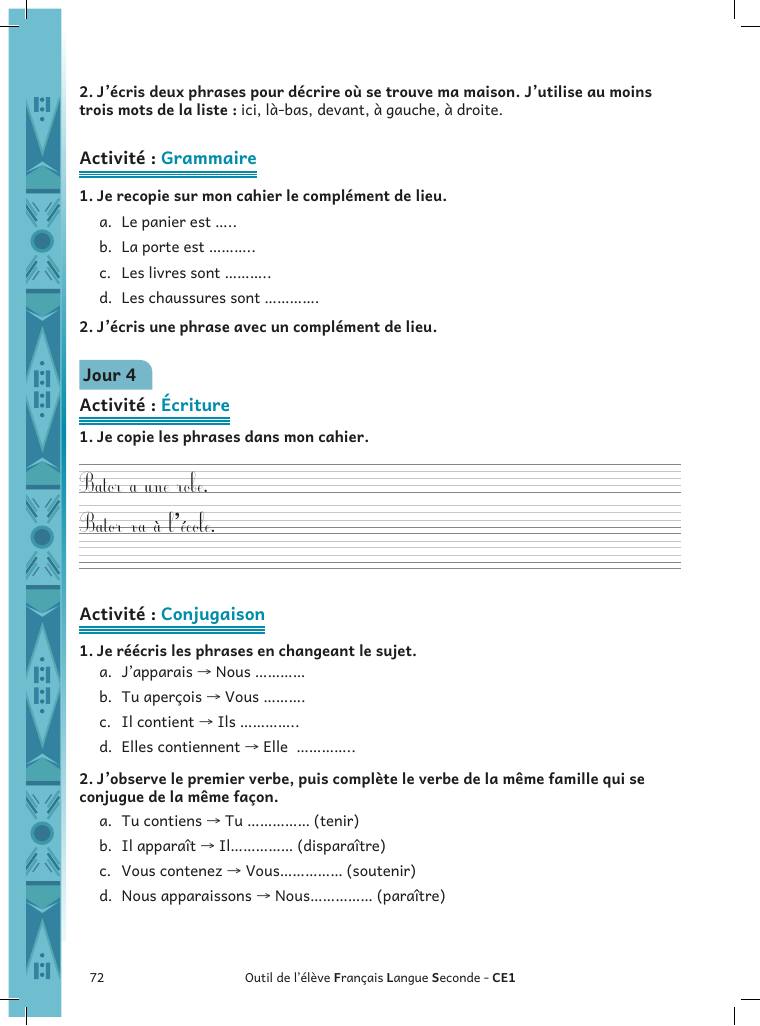 2. J’écris deux phrases pour décrire où se trouve ma maison. J’utilise au moins
trois mots de la liste : ici, là-bas, devant, à gauche, à droite.
Activité : Grammaire
1. Je recopie sur mon cahier le complément de lieu.
a. Le panier est .....
b. La porte est ...........
c. Les livres sont ...........
d. Les chaussures sont .............
2. J’écris une phrase avec un complément de lieu.
Jour 4
Activité : Écriture
1. Je copie les phrases dans mon cahier.
Bator a une robe.
Bator va à l’école.
Activité : Conjugaison
1. Je réécris les phrases en changeant le sujet.
a. J’apparais → Nous ............
b. Tu aperçois → Vous ..........
c. Il contient → Ils ..............
d. Elles contiennent → Elle ..............
2. J’observe le premier verbe, puis complète le verbe de la même famille qui se
conjugue de la même façon.
a. Tu contiens → Tu ............... (tenir)
b. Il apparaît → Il............... (disparaître)
c. Vous contenez → Vous............... (soutenir)
d. Nous apparaissons → Nous............... (paraître)
72 Outil de l’élève Français Langue Seconde - CE1